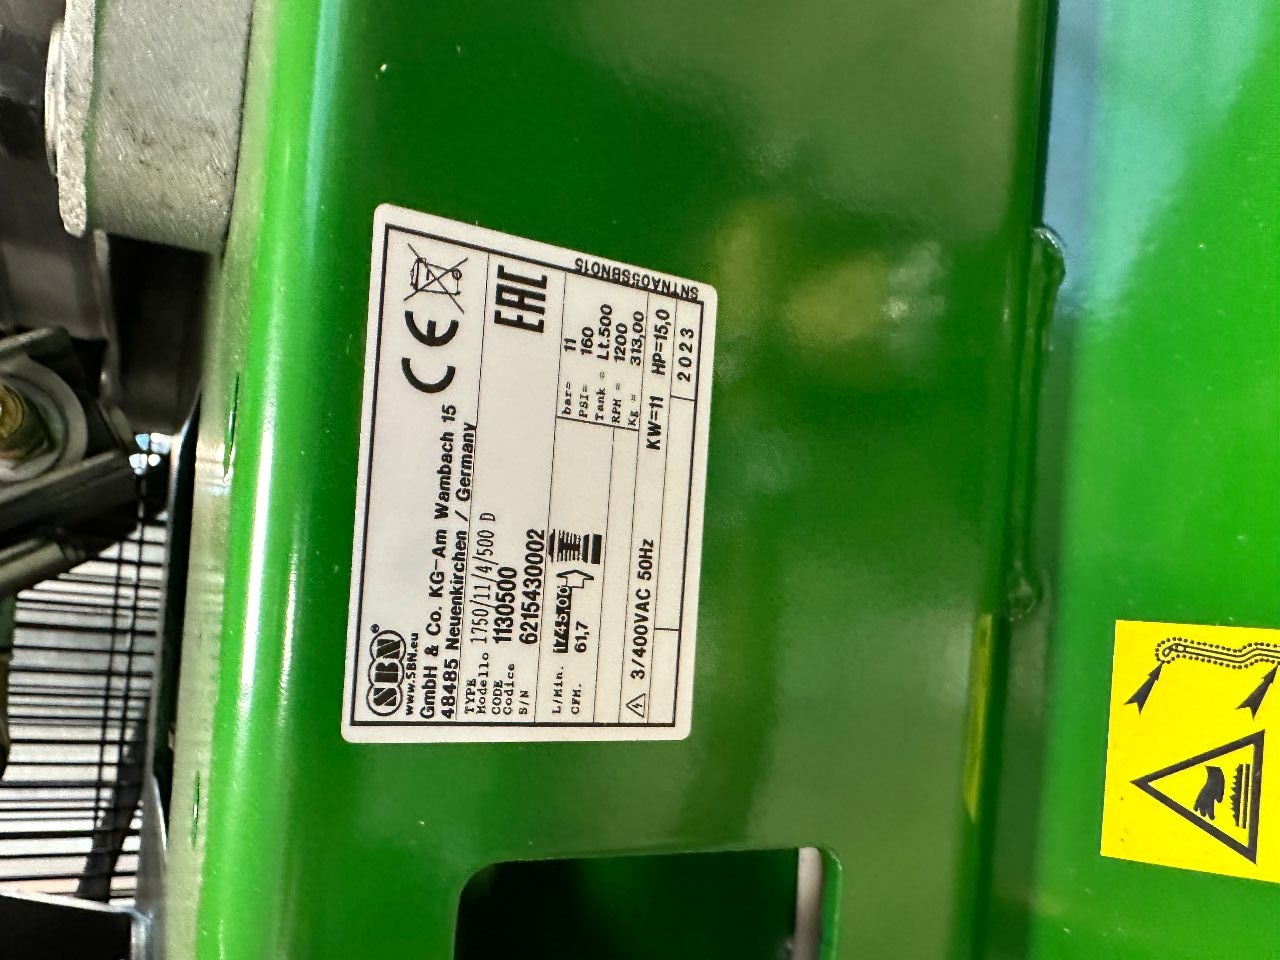 SBN®
www.SBN.eu
GmbH & Co. KG-Am Wambach 15
48485 Neuenkirchen / Germany
CE
TYPE
Modello 1750/11/4/500 D
CODE
Codice 1130500
S/N 6215430002
EAC
L/Min.
CFM. 61,7
bar= 11
PSI= 160
Tank = Lt.500
RPM = 1200
Kg = 313,00
3/400VAC 50Hz
KW=11 HP=15,0
2023
SNTNA05SBN015